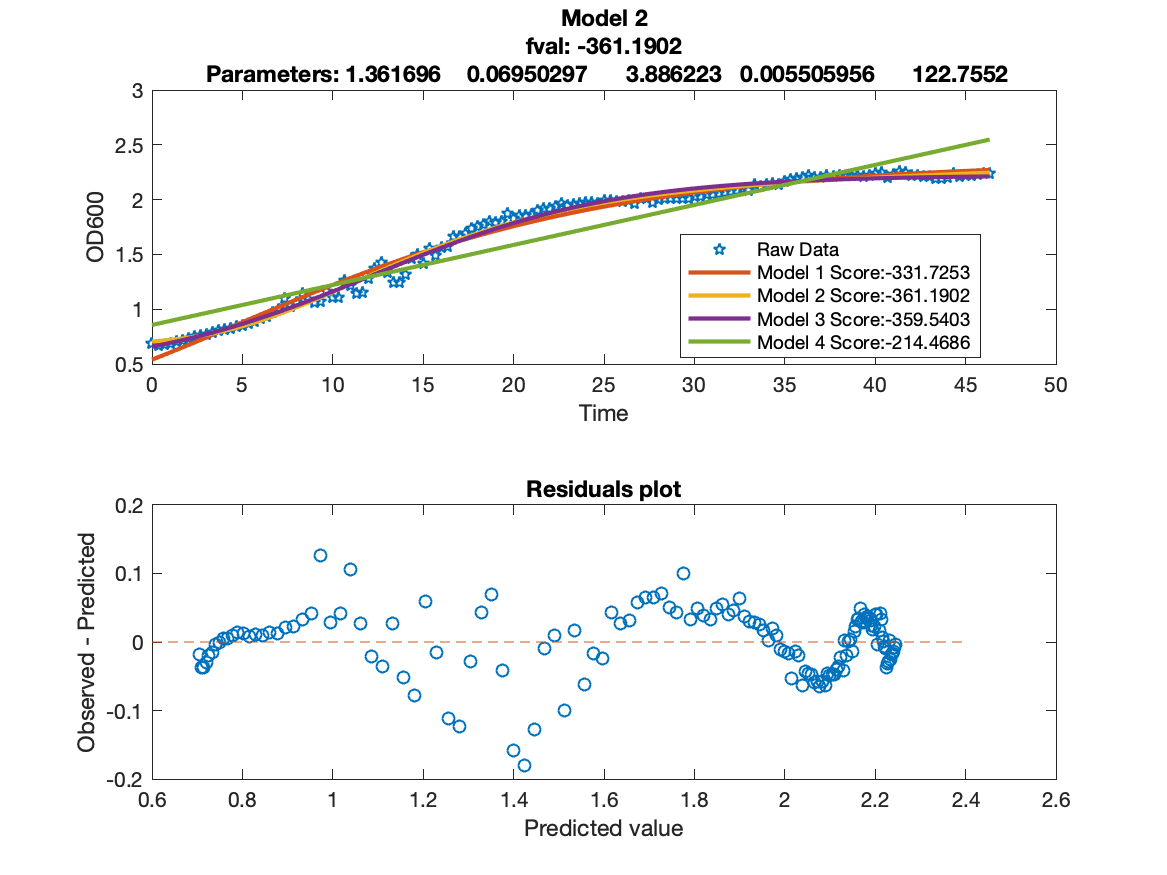 Model 2
fval: -361.1902
Parameters: 1.361696 0.06950297 3.886223 0.005505956 122.7552
3
2.5
2
1.5
1
0.5
OD600
Raw Data
Model 1 Score:-331.7253
Model 2 Score:-361.1902
Model 3 Score:-359.5403
Model 4 Score:-214.4686
0 5 10 15 20 25 30 35 40 45 50
Time
Residuals plot
0.2
0.1
0
-0.1
-0.2
Observed - Predicted
0.6 0.8 1 1.2 1.4 1.6 1.8 2 2.2 2.4 2.6
Predicted value